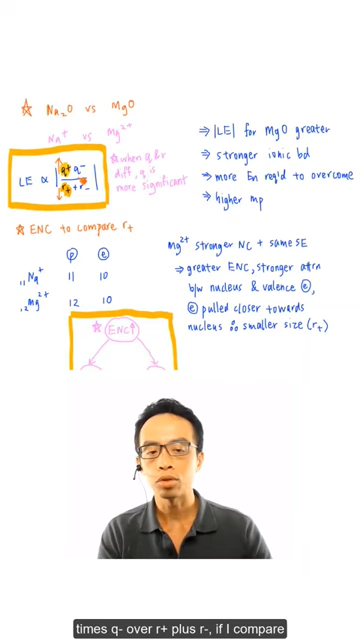 ☆ Na₂O vs MgO
Na⁺ vs Mg²⁺
LE ∝ | q+ q- / r+ + r- |
* when q & r
diff, q is
more significant
⇒ |LE| for MgO greater
⇒ stronger ionic bd
⇒ more En req'd to overcome
⇒ higher mp
* ENC to compare r+
p e
₁₁Na⁺ 11 10
₁₂Mg²⁺ 12 10
Mg²⁺ stronger NC + same SE
⇒ greater ENC, stronger attrn
b/w nucleus & valence e,
e pulled closer towards
nucleus ∴ smaller size (r+)
☆ ENC↑
times q- over r+ plus r-, if I compare